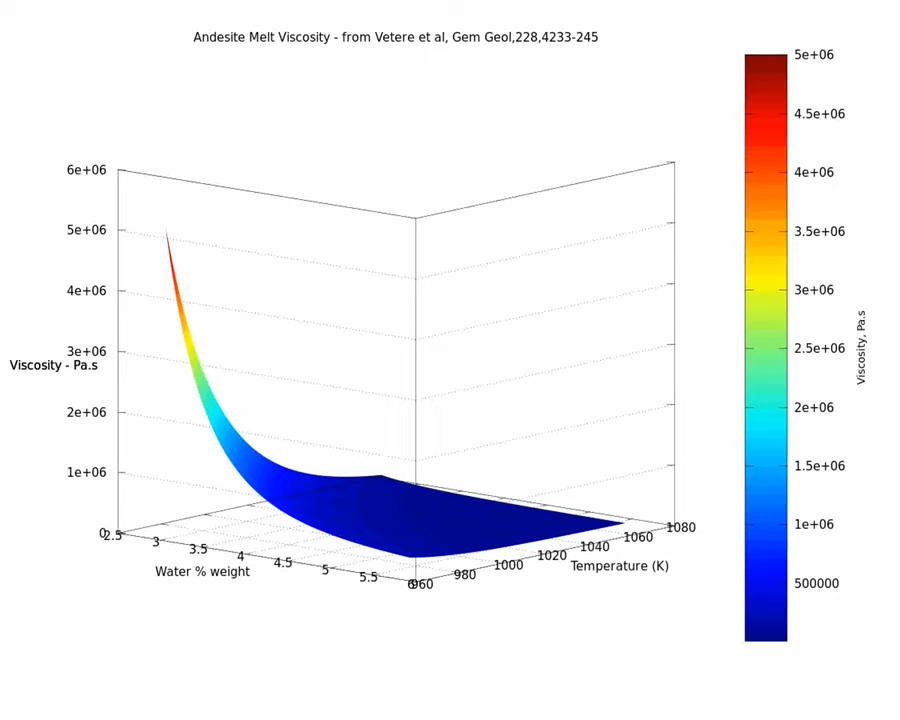 Andesite Melt Viscosity - from Vetere et al, Gem Geol,228,4233-245
5e+06
4.5e+06
4e+06
3.5e+06
3e+06
2.5e+06
2e+06
1.5e+06
1e+06
500000
Viscosity, Pa.s
6e+06
5e+06
4e+06
3e+06
2e+06
1e+06
0
Viscosity - Pa.s
2.5
3
3.5
4
4.5
5
5.5
6
Water % weight
960
980
1000
1020
1040
1060
1080
Temperature (K)